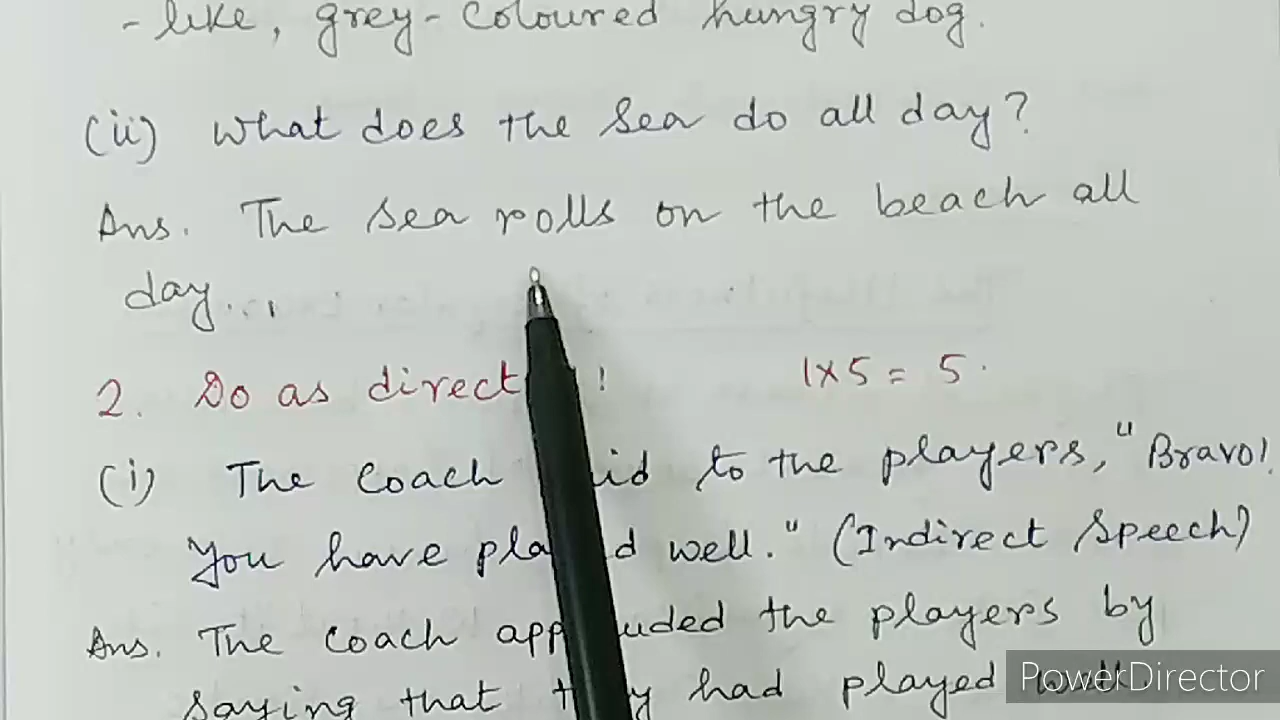 -like, grey-coloured hungry dog.
(ii) What does the sea do all day?
Ans. The sea rolls on the beach all
day...
2. Do as direct : 1x5 = 5.
(i) The coach said to the players, "Bravo!
You have played well." (Indirect Speech)
Ans. The coach applauded the players by
saying that they had played well.
PowerDirector